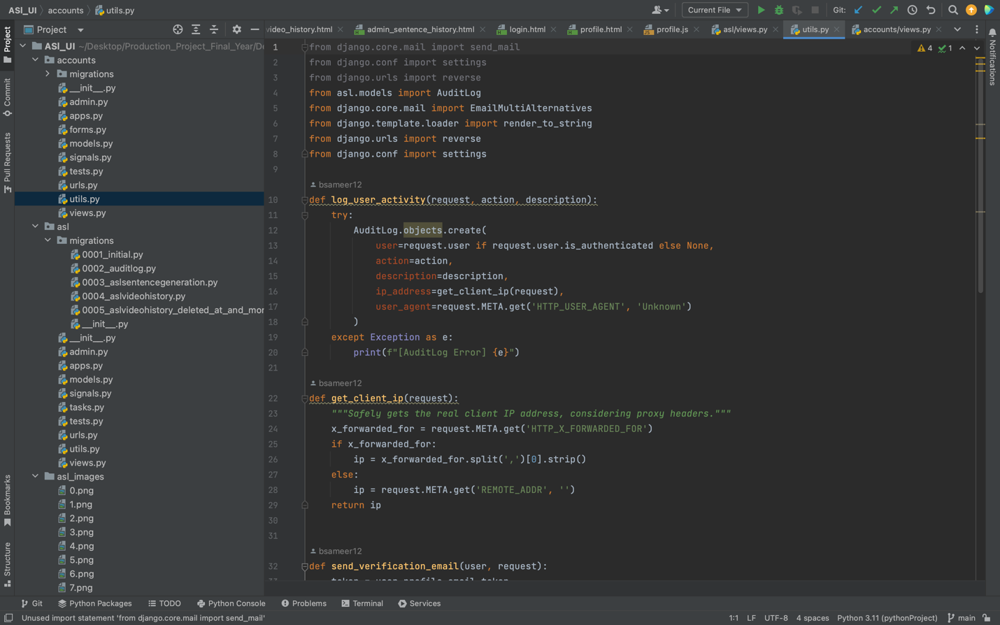 ASl_UI accounts utils.py
Current File
Git:
Project
video_history.html admin_sentence_history.html login.html profile.html profile.js asl/views.py utils.py accounts/views.py
ASl_UI ~/Desktop/Production_Project_Final_Year/De
accounts
migrations
__init__.py
admin.py
apps.py
forms.py
models.py
signals.py
tests.py
urls.py
utils.py
views.py
asl
migrations
0001_initial.py
0002_auditlog.py
0003_aslsentencegeneration.py
0004_aslvideohistory.py
0005_aslvideohistory_deleted_at_and_mor
__init__.py
__init__.py
admin.py
apps.py
models.py
signals.py
tasks.py
tests.py
urls.py
utils.py
views.py
asl_images
0.png
1.png
2.png
3.png
4.png
5.png
6.png
7.png
Project
Commit
Pull Requests
Bookmarks
Structure
1 from django.core.mail import send_mail
2 from django.conf import settings
3 from django.urls import reverse
4 from asl.models import AuditLog
5 from django.core.mail import EmailMultiAlternatives
6 from django.template.loader import render_to_string
7 from django.urls import reverse
8 from django.conf import settings
9
bsameer12
10 def log_user_activity(request, action, description):
11 try:
12 AuditLog.objects.create(
13 user=request.user if request.user.is_authenticated else None,
14 action=action,
15 description=description,
16 ip_address=get_client_ip(request),
17 user_agent=request.META.get('HTTP_USER_AGENT', 'Unknown')
18 )
19 except Exception as e:
20 print(f"[AuditLog Error] {e}")
21
bsameer12
22 def get_client_ip(request):
23 """Safely gets the real client IP address, considering proxy headers."""
24 x_forwarded_for = request.META.get('HTTP_X_FORWARDED_FOR')
25 if x_forwarded_for:
26 ip = x_forwarded_for.split(',')[0].strip()
27 else:
28 ip = request.META.get('REMOTE_ADDR', '')
29 return ip
30
31
bsameer12
32 def send_verification_email(user, request):
33 token = user.profile.email_token
4 1
Notifications
Git Python Packages TODO Python Console Problems Terminal Services
Unused import statement 'from django.core.mail import send_mail' 1:1 LF UTF-8 4 spaces Python 3.11 (pythonProject) main